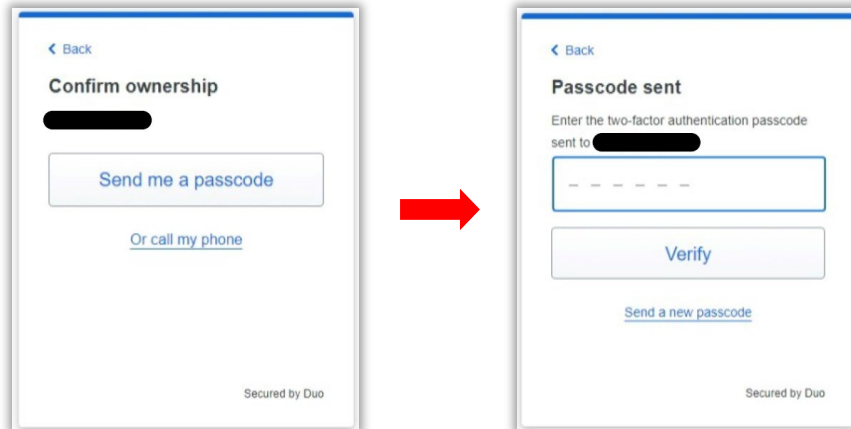 Back
Confirm ownership
Send me a passcode
Or call my phone
Secured by Duo
Back
Passcode sent
Enter the two-factor authentication passcode
sent to
Verify
Send a new passcode
Secured by Duo